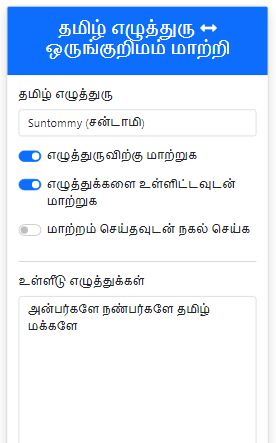 தமிழ் எழுத்துரு ↔
ஒருங்குறிமம் மாற்றி
தமிழ் எழுத்துரு
Suntommy (சன்டாமி)
எழுத்துருவிற்கு மாற்றுக
எழுத்துக்களை உள்ளிட்டவுடன்
மாற்றுக
மாற்றம் செய்தவுடன் நகல் செய்க
உள்ளீடு எழுத்துக்கள்
அன்பர்களே நண்பர்களே தமிழ்
மக்களே